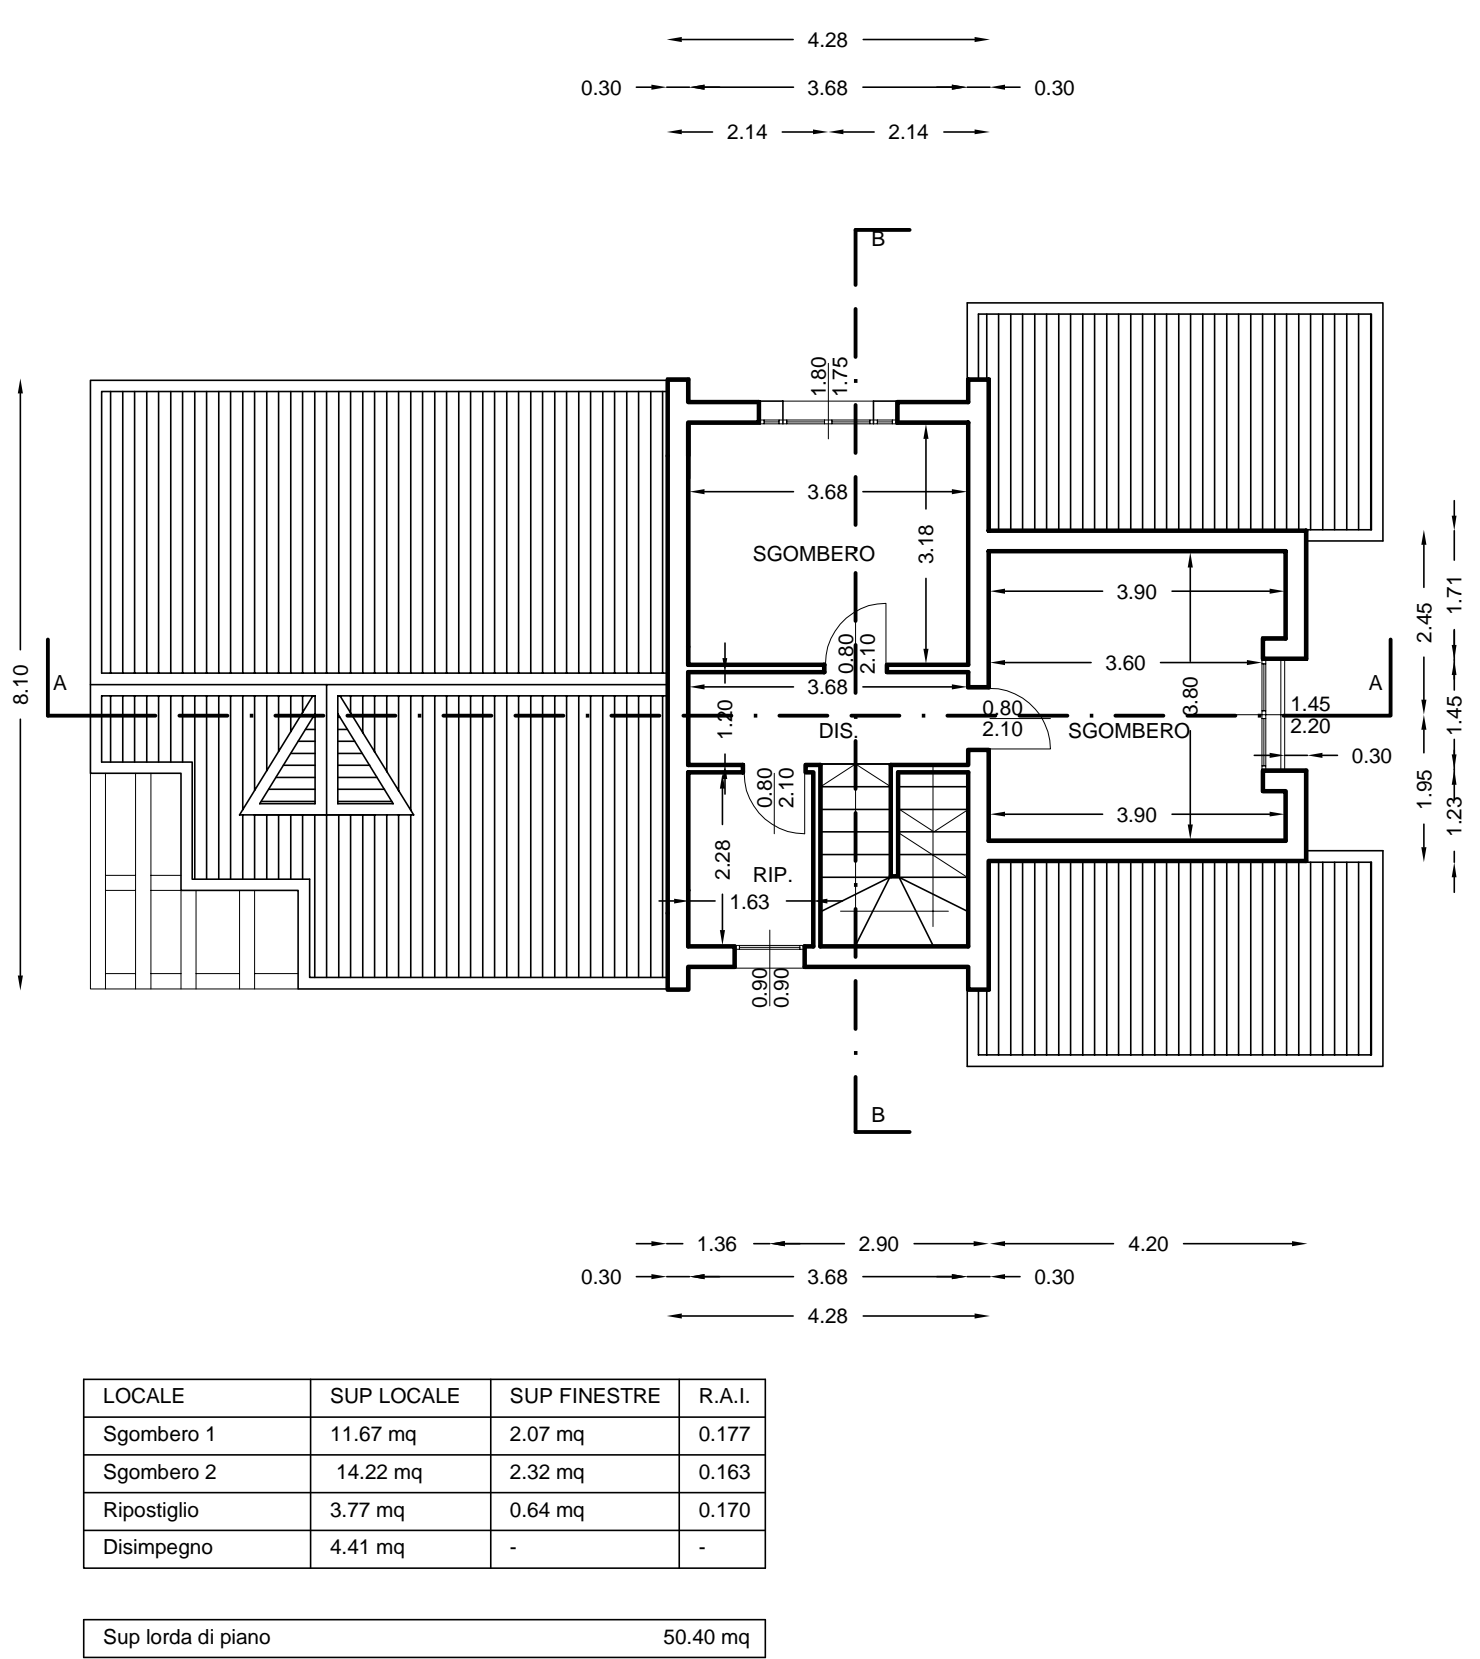 4.28
0.30 3.68 0.30
2.14 2.14
B
1.80
1.75
3.68
3.18
SGOMBERO
0.80
2.10
8.10
A
3.68
1.20
DIS.
0.80
2.10
0.80
2.10
2.28
RIP.
1.63
0.90
0.90
3.90
3.60
3.80
SGOMBERO
3.90
A
1.45
2.20
0.30
2.45
1.95
1.71
1.45
1.23
B
1.36 2.90 4.20
0.30 3.68 0.30
4.28
LOCALE SUP LOCALE SUP FINESTRE R.A.I.
Sgombero 1 11.67 mq 2.07 mq 0.177
Sgombero 2 14.22 mq 2.32 mq 0.163
Ripostiglio 3.77 mq 0.64 mq 0.170
Disimpegno 4.41 mq - -
Sup lorda di piano 50.40 mq